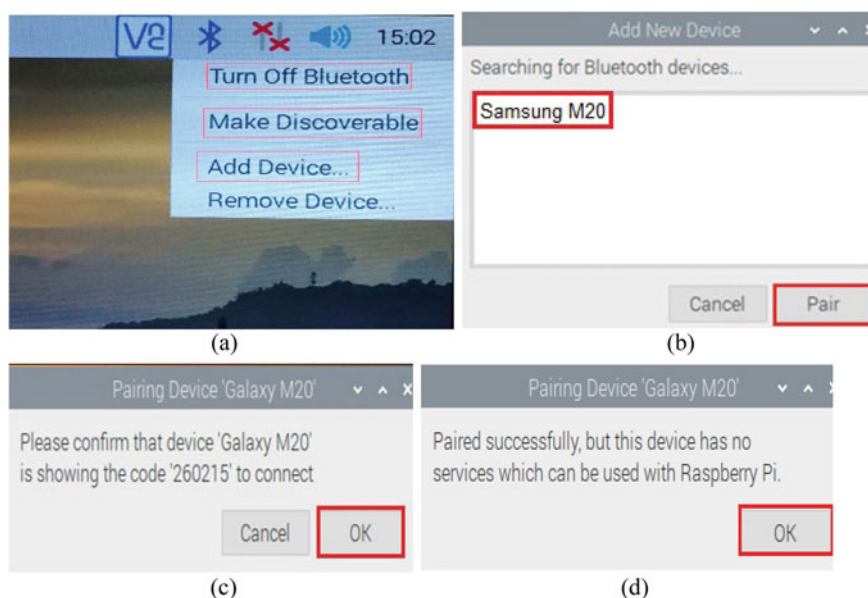 VE 15:02
Turn Off Bluetooth
Make Discoverable
Add Device...
Remove Device...
(a)
Add New Device
Searching for Bluetooth devices...
Samsung M20
Cancel Pair
(b)
Pairing Device 'Galaxy M20'
Please confirm that device 'Galaxy M20'
is showing the code '260215' to connect
Cancel OK
(c)
Pairing Device 'Galaxy M20'
Paired successfully, but this device has no
services which can be used with Raspberry Pi.
OK
(d)